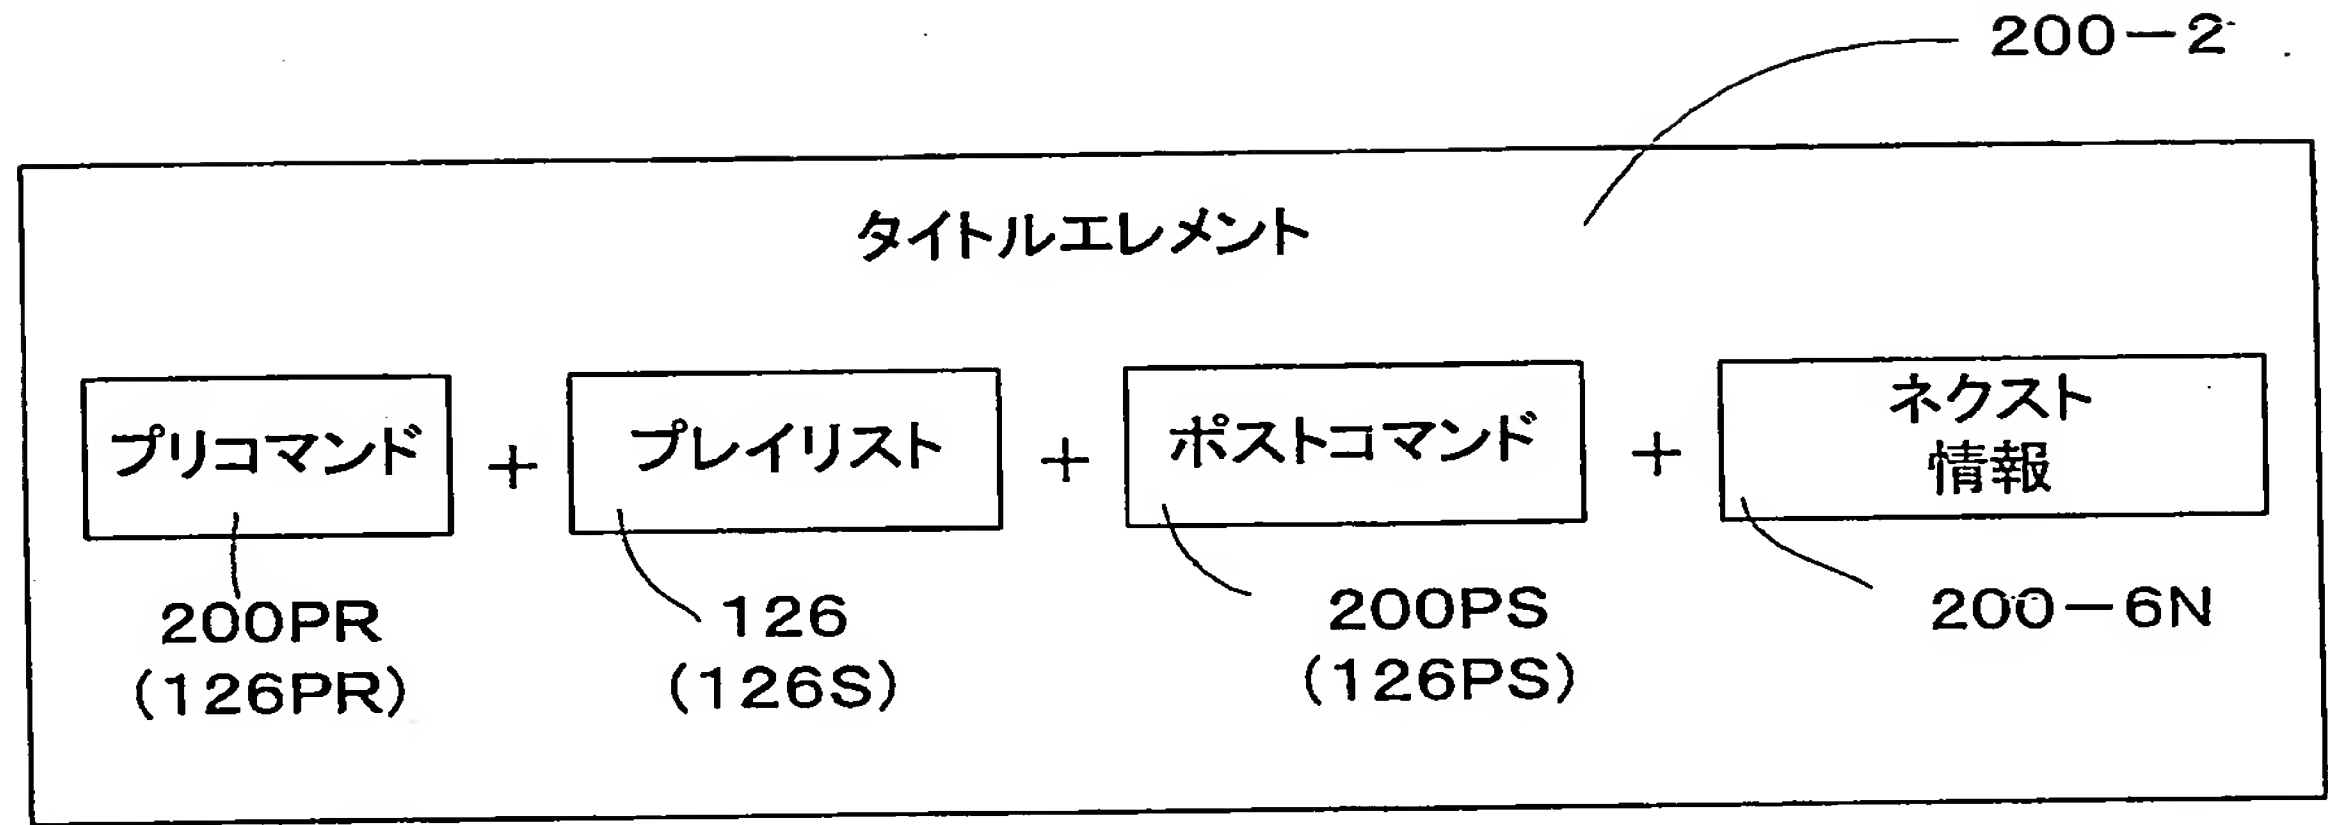 200-2
タイトルエレメント
プリコマンド + プレイリスト + ポストコマンド + ネクスト
情報
200PR 126 200PS 200-6N
(126PR) (126S) (126PS)